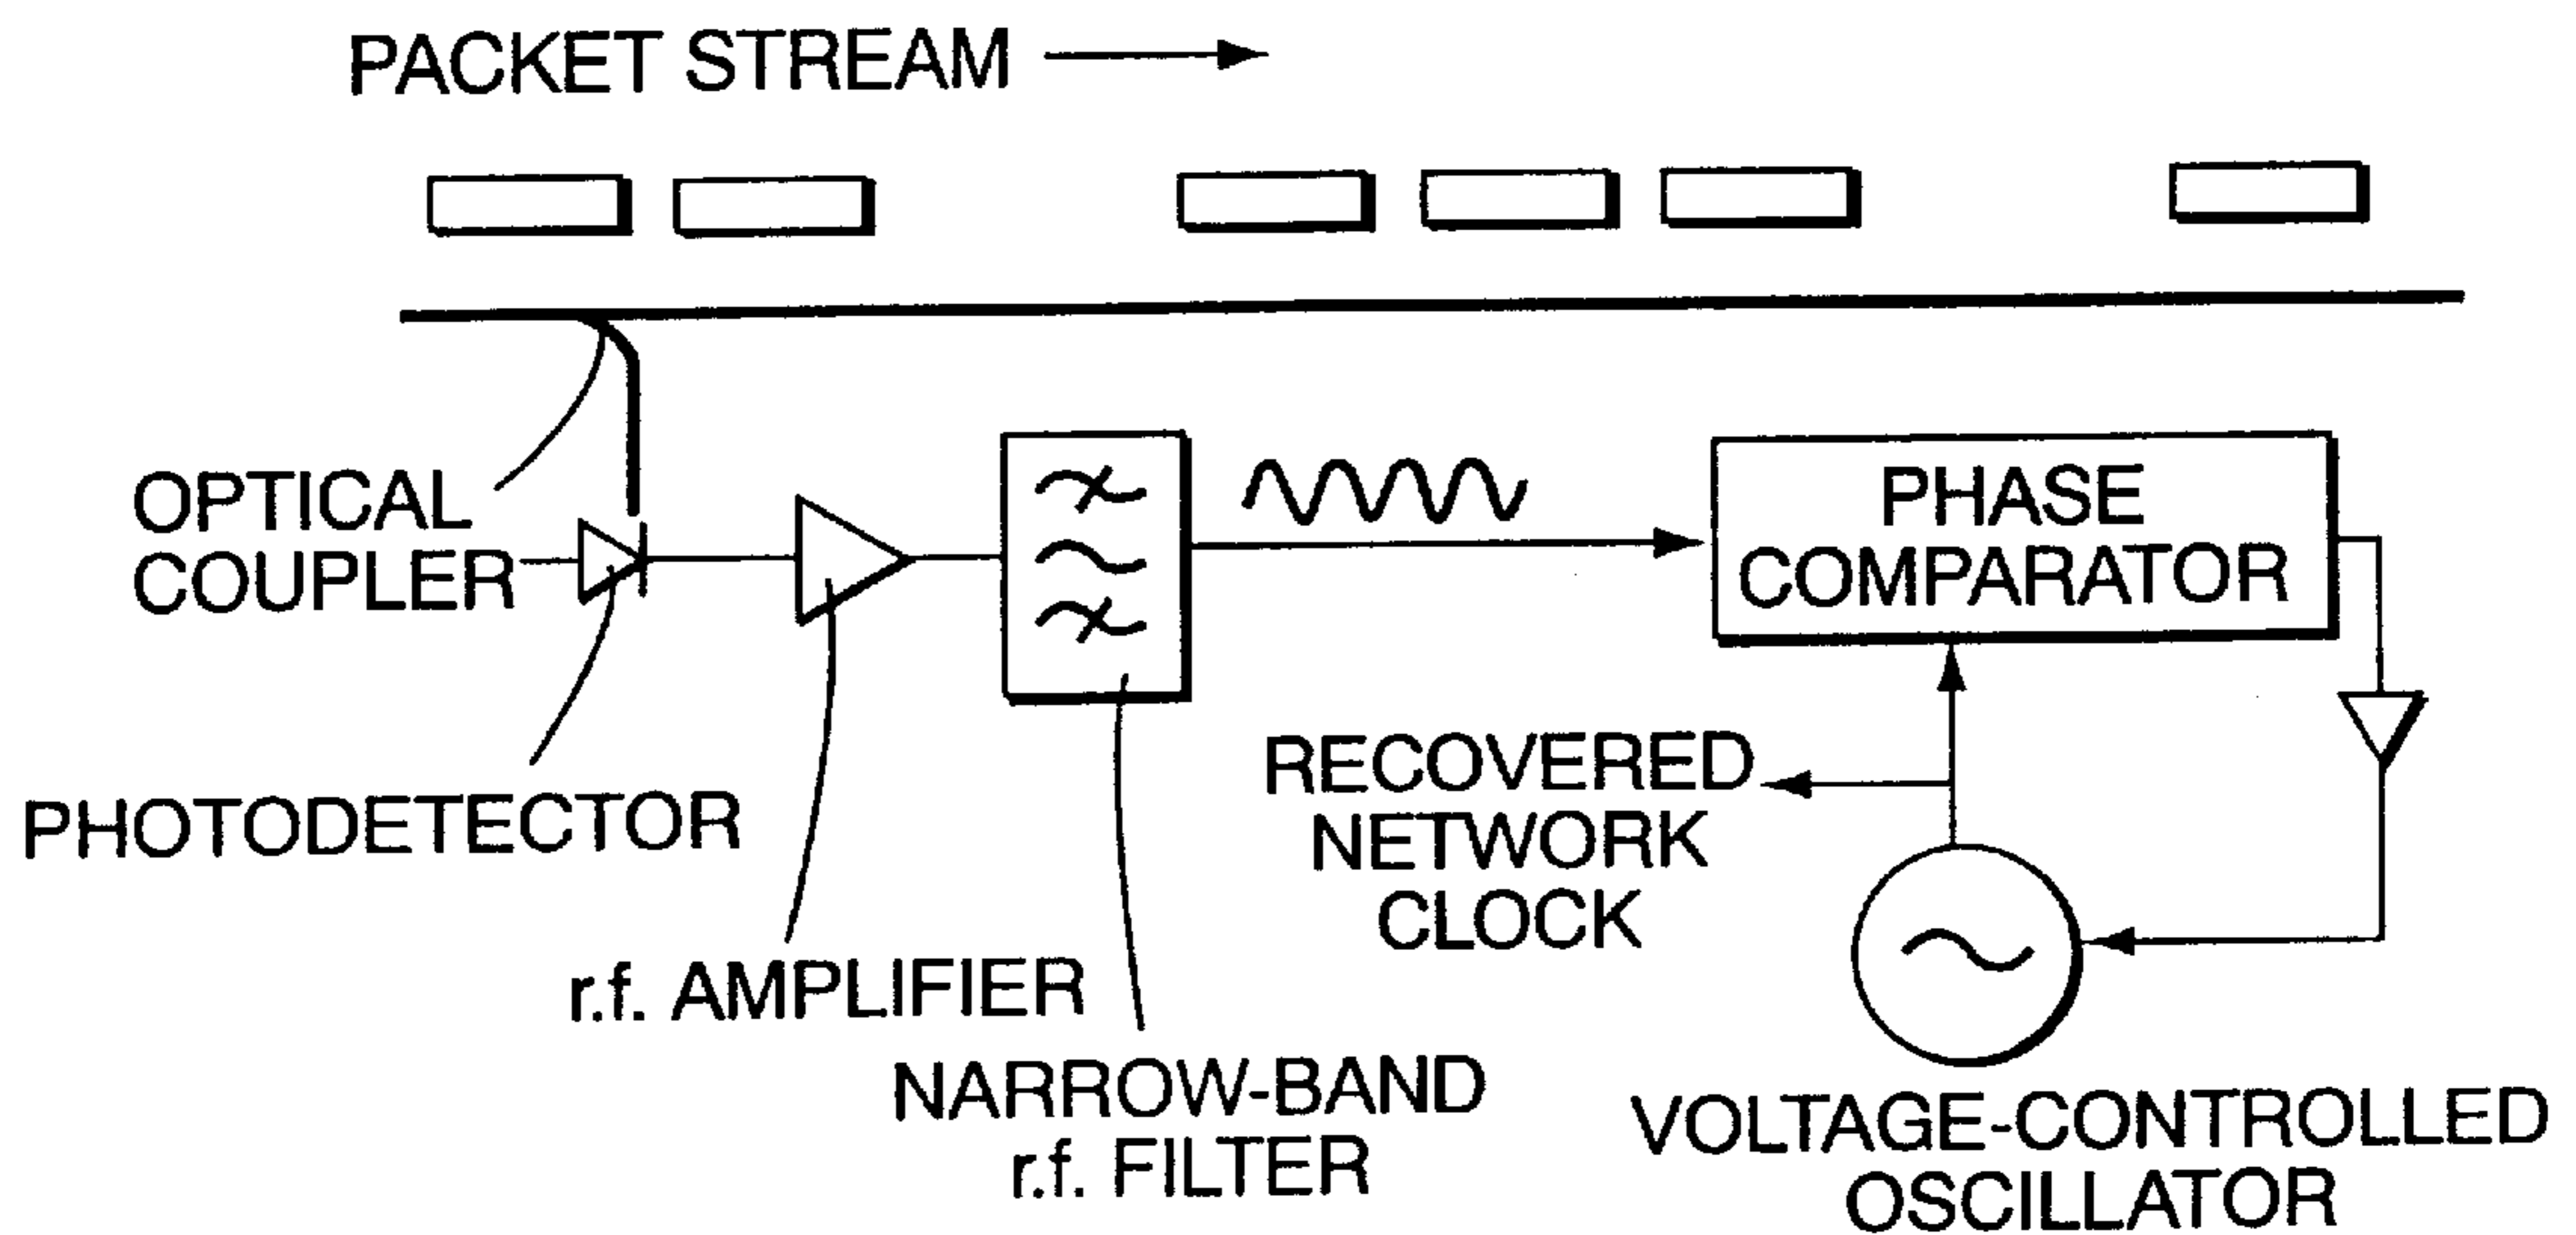 PACKET STREAM
OPTICAL
COUPLER
PHASE
COMPARATOR
PHOTODETECTOR
RECOVERED
NETWORK
CLOCK
r.f. AMPLIFIER
NARROW-BAND
r.f. FILTER
VOLTAGE-CONTROLLED
OSCILLATOR